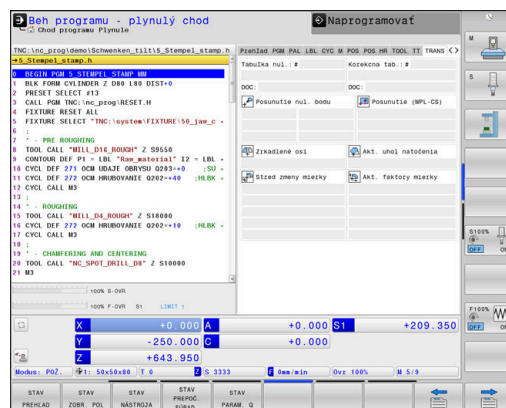 Beh programu - plynulý chod
Naprogramovať
Chod programu Plynule
TNC:\nc_prog\demo\Schwenken_tilt\5_Stempel_stamp.h
→5_Stempel_stamp.h
0 BEGIN PGM 5_STEMPEL_STAMP MM
1 BLK FORM CYLINDER Z D80 L80 DIST+0
2 PRESET SELECT #13
3 CALL PGM TNC:\nc_prog\RESET.H
4 FIXTURE RESET ALL
5 FIXTURE SELECT "TNC:\system\FIXTURE\50_jaw_c
6 ;
7 * - PRE ROUGHING
8 TOOL CALL "MILL_D16_ROUGH" Z S9550
9 CONTOUR DEF P1 = LBL "Raw_material" I2 = LBL
10 CYCL DEF 271 OCM UDAJE OBRYSU Q203=+0 ;SU
11 CYCL DEF 272 OCM HRUBOVANIE Q202=+40 ;HLBK
12 CYCL CALL M3
13 ;
14 * - ROUGHING
15 TOOL CALL "MILL_D4_ROUGH" Z S18000
16 CYCL DEF 272 OCM HRUBOVANIE Q202=+10 ;HLBK
17 CYCL CALL M3
18 ;
19 * - CHAMFERING AND CENTERING
20 TOOL CALL "NC_SPOT_DRILL_D8" Z S10000
21 M3
Prehlad PGM PAL LBL CYC M POS POS HR TOOL TT TRANS
Tabulka nul.: #
Korekcna tab.: #
DOC:
DOC:
Posunutie nul. bodu
Posunutie (WPL-CS)
Zrkadlené osi
Akt. uhol natočenia
Stred zmeny mierky
Akt. faktory mierky
100% S-OVR
100% F-OVR S1 LIMIT 1
X +0.000 A +0.000 S1 +209.350
Y -250.000 C +0.000
Z +643.950
Modus: POŽ. 1: 50x50x80 T 0 Z S 3333 F 0mm/min Ovr 100% M 5/9
M
S
S100%
OFF ON
F100%
OFF ON
STAV PREHĽAD
STAV ZOBR. POL
STAV NÁSTROJA
STAV PREPOČ.
STAV PARAM. Q